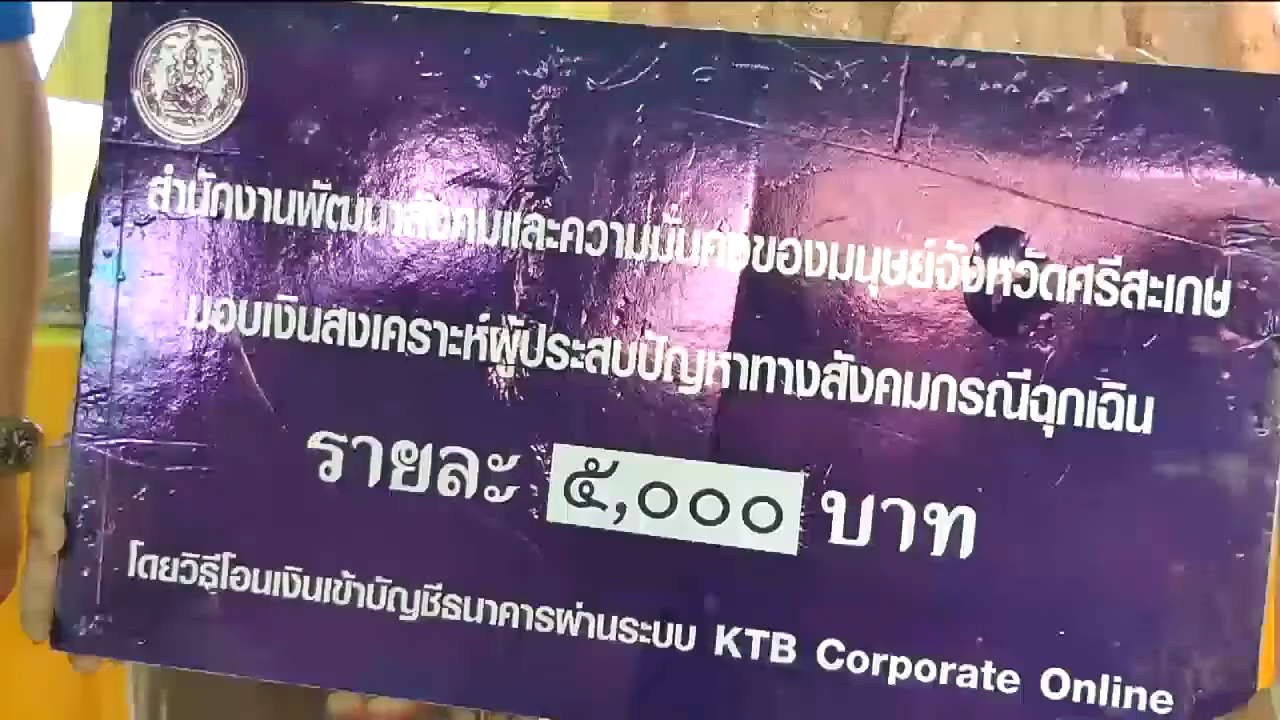 สำนักงานพัฒนาสังคมและความมั่นคงของมนุษย์จังหวัดศรีสะเกษ
มอบเงินสงเคราะห์ผู้ประสบปัญหาทางสังคมกรณีฉุกเฉิน
รายละ ๕,๐๐๐ บาท
โดยวิธีโอนเงินเข้าบัญชีธนาคารผ่านระบบ KTB Corporate Online